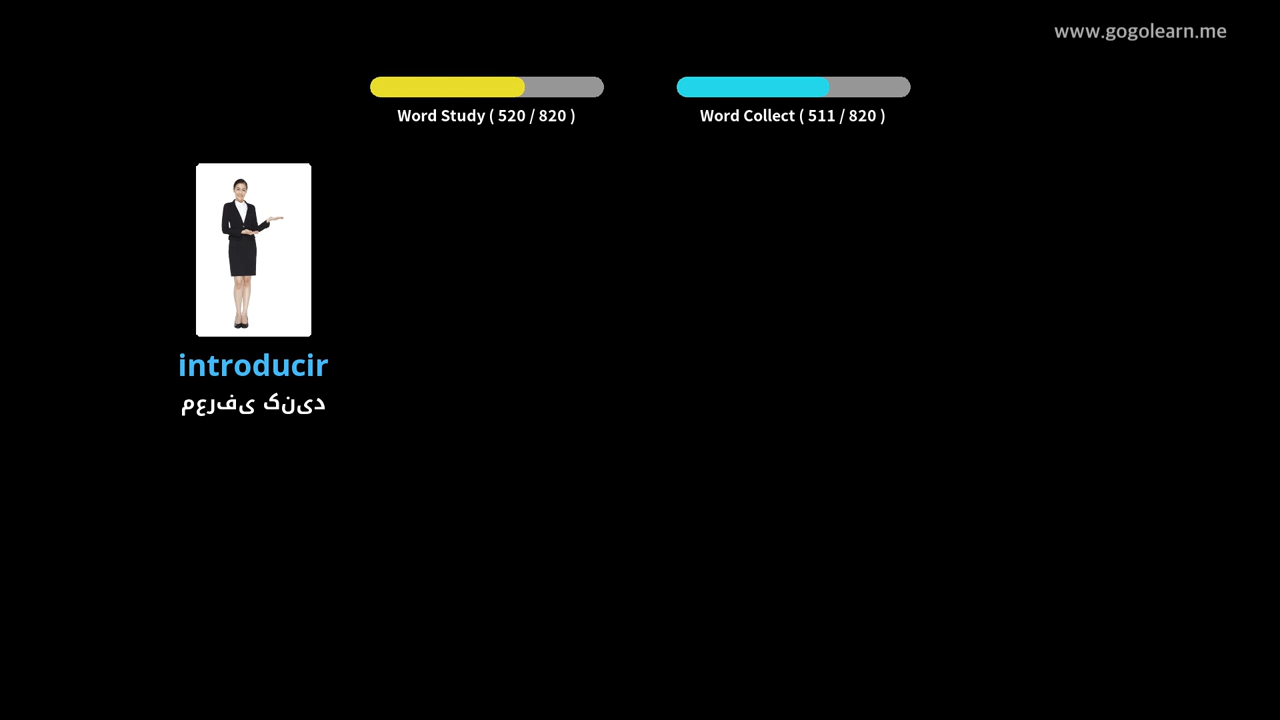 www.gogolearn.me
Word Study ( 520 / 820 )
Word Collect ( 511 / 820 )
introducir
معرفی کنید